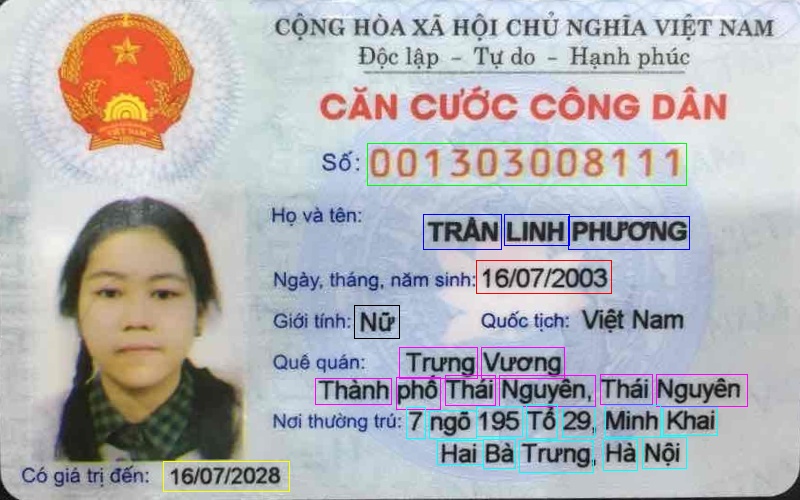 CỘNG HÒA XÃ HỘI CHỦ NGHĨA VIỆT NAM
Độc lập - Tự do - Hạnh phúc
CĂN CƯỚC CÔNG DÂN
Số: 001303008111
Họ và tên:
TRẦN LINH PHƯƠNG
Ngày, tháng, năm sinh: 16/07/2003
Giới tính: Nữ Quốc tịch: Việt Nam
Quê quán: Trưng Vương
Thành phố Thái Nguyên, Thái Nguyên
Nơi thường trú: 7 ngõ 195 Tổ 29, Minh Khai
Hai Bà Trưng, Hà Nội
Có giá trị đến: 16/07/2028